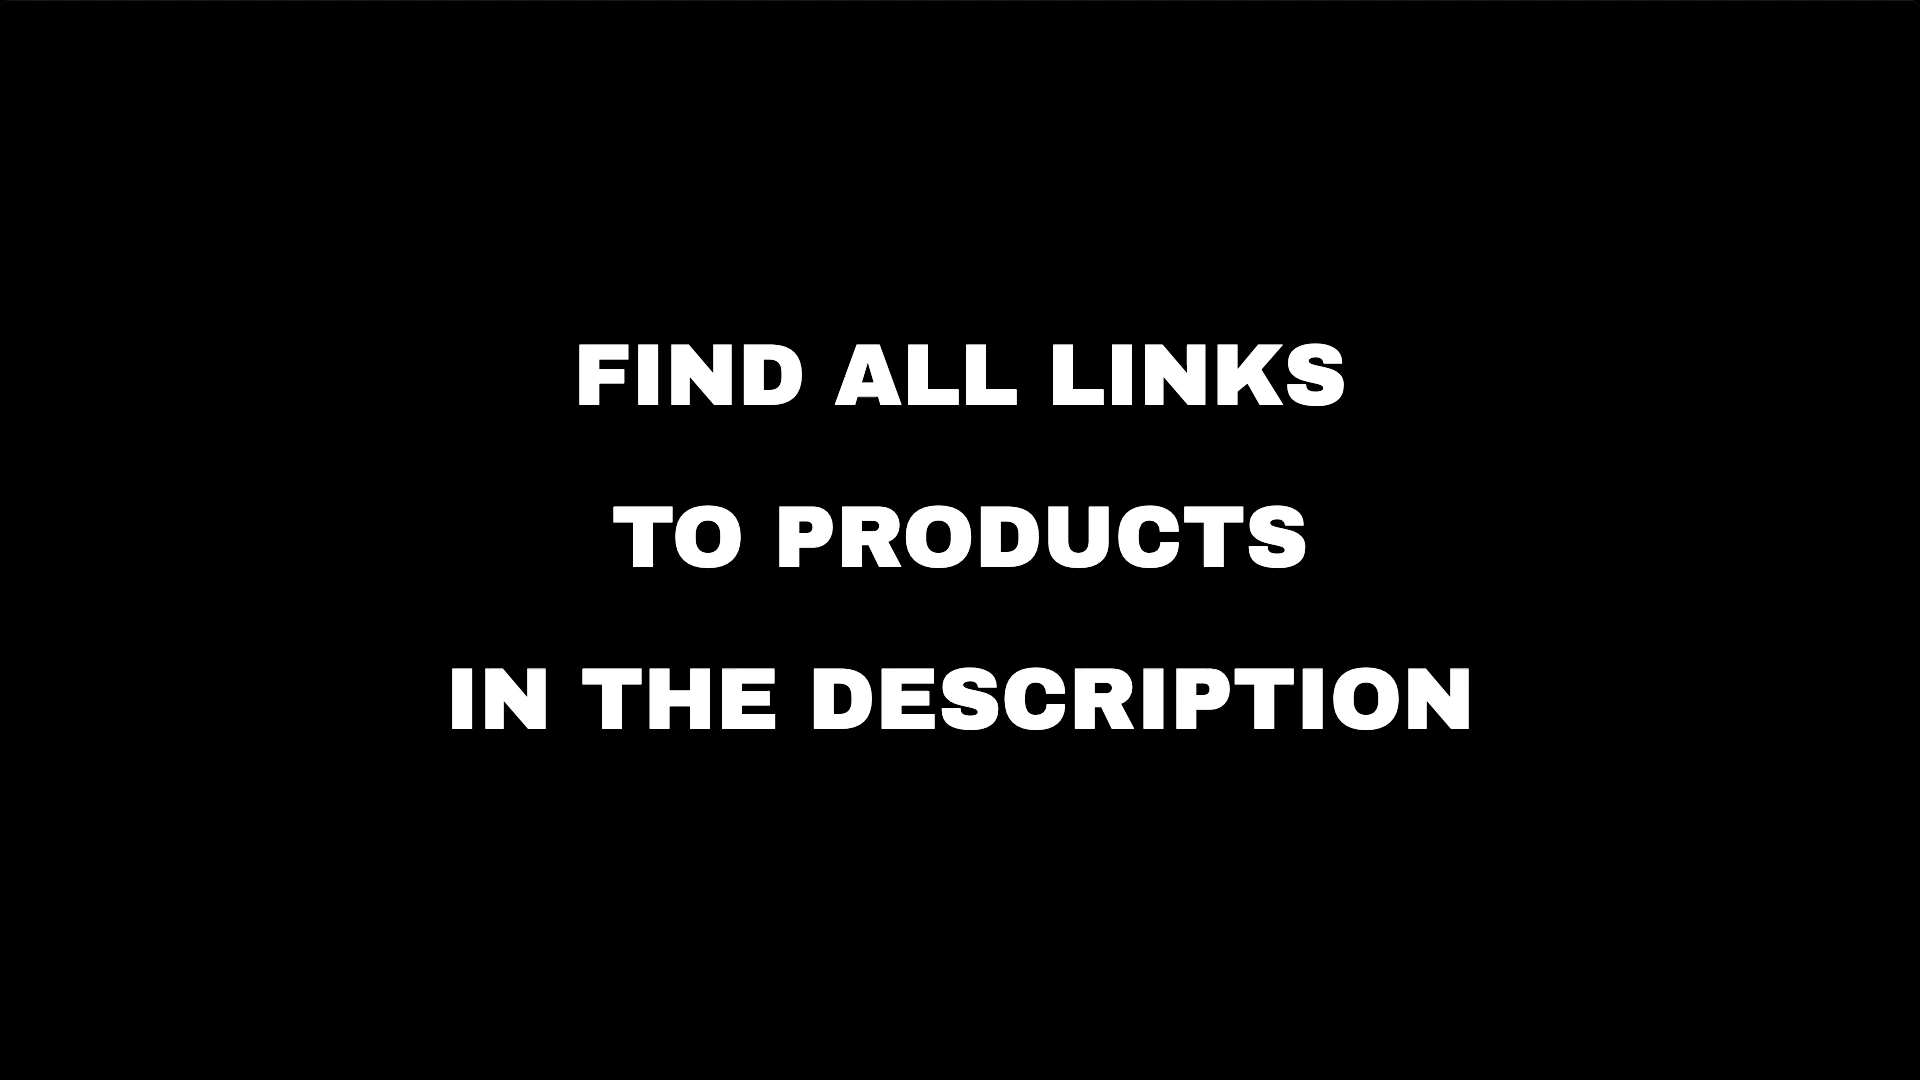 FIND ALL LINKS
TO PRODUCTS
IN THE DESCRIPTION